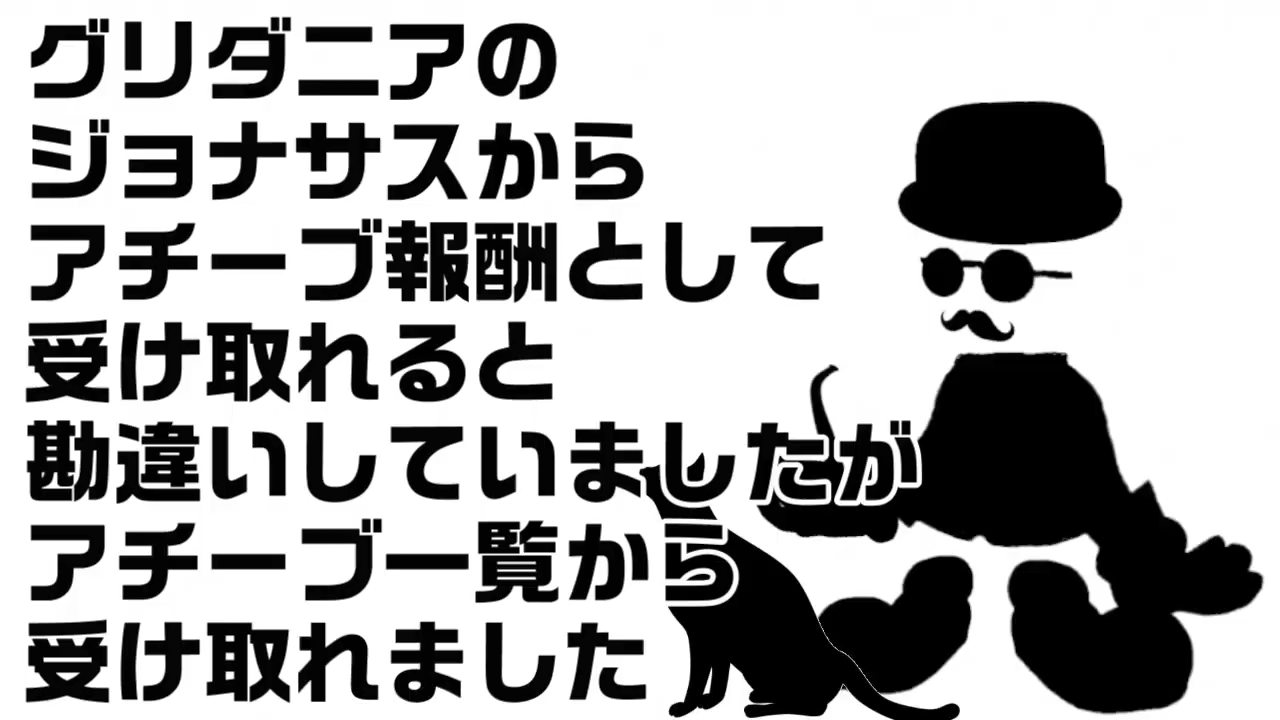 グリダニアの
ジョナサスから
アチーブ報酬として
受け取れると
勘違いしていましたが
アチーブ一覧から
受け取れました